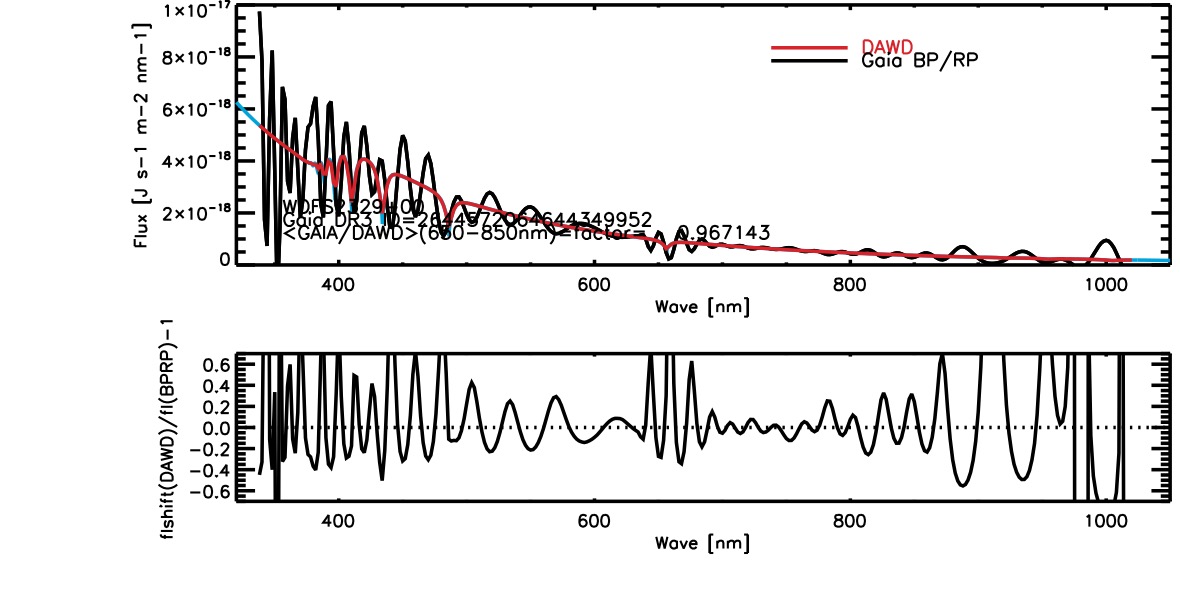 1×10⁻¹⁷
8×10⁻¹⁸
6×10⁻¹⁸
4×10⁻¹⁸
2×10⁻¹⁸
0
Flux [J s−1 m−2 nm−1]
DAWD
Gaia BP/RP
Gaia DR3
<GAIA/DAWD>(650−850nm)=factor= 0.967143
400 600 800 1000
Wave [nm]
flshift(DAWD)/fl(BPRP)−1
0.6
0.4
0.2
0.0
−0.2
−0.4
−0.6
400 600 800 1000
Wave [nm]